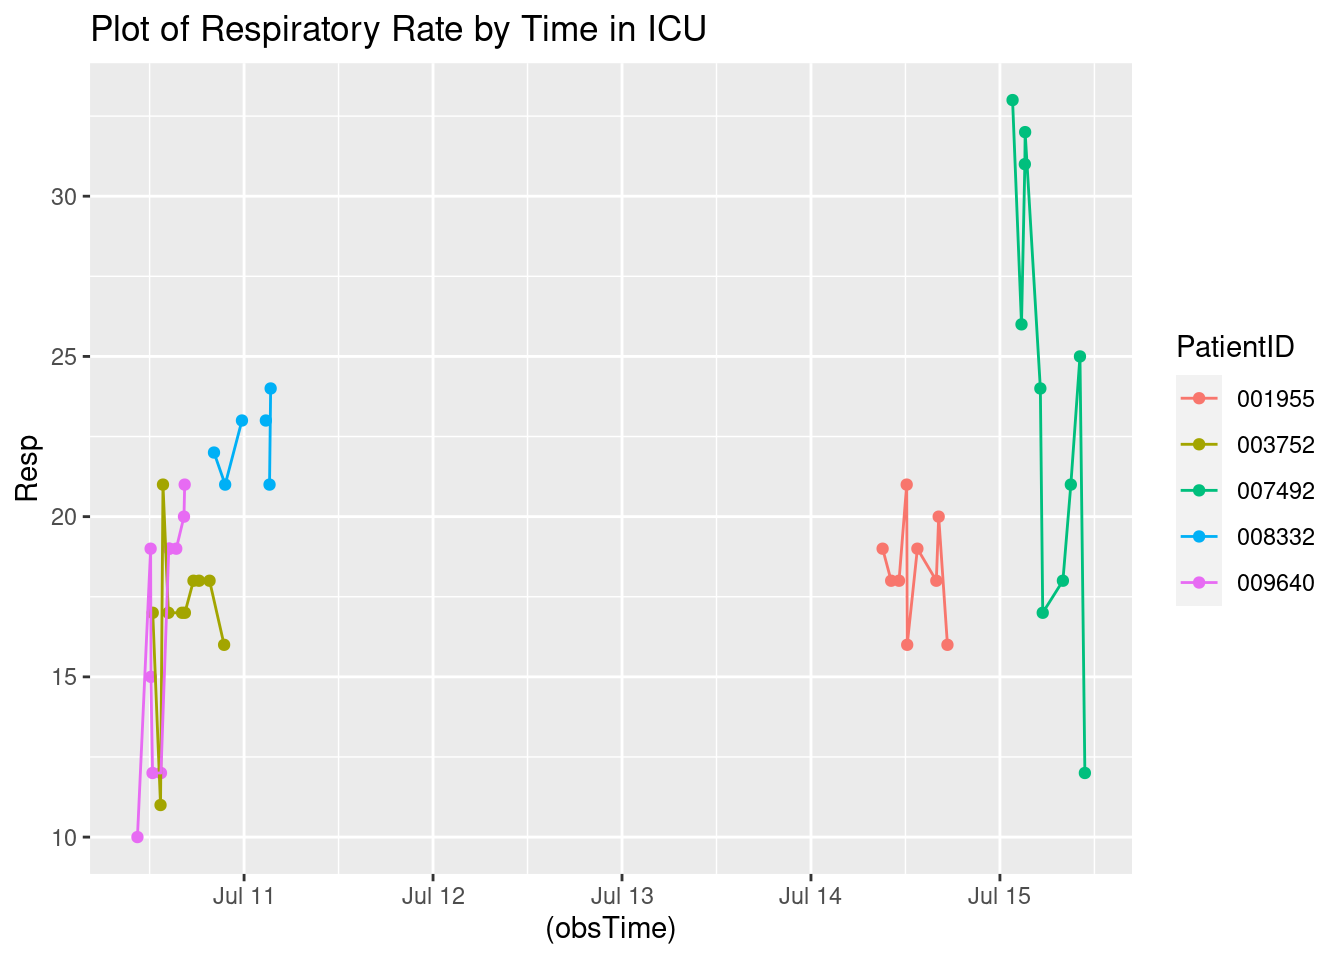 Plot of Respiratory Rate by Time in ICU
30
25
20
15
10
Resp
Jul 11 Jul 12 Jul 13 Jul 14 Jul 15
(obsTime)
PatientID
001955
003752
007492
008332
009640